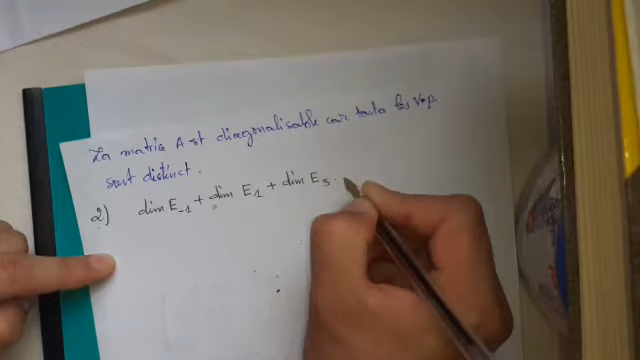 La matrice A est diagonalisable car toutes les v.p.
sont distinct.
2) dim E₋₁ + dim E₁ + dim E₃